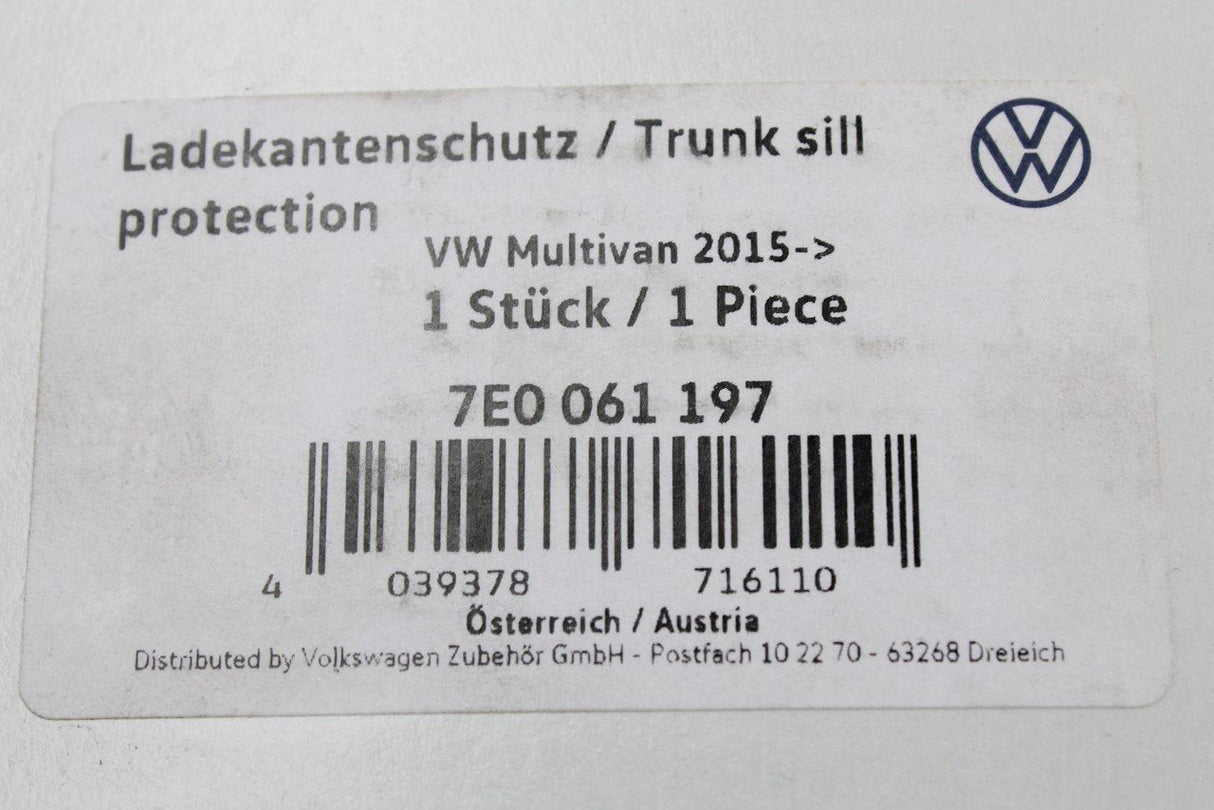 Ladekantenschutz / Trunk sill
protection
VW Multivan 2015->
1 Stück / 1 Piece
7E0 061 197
4 039378 716110
Österreich / Austria
Distributed by Volkswagen Zubehör GmbH - Postfach 10 22 70 - 63268 Dreieich